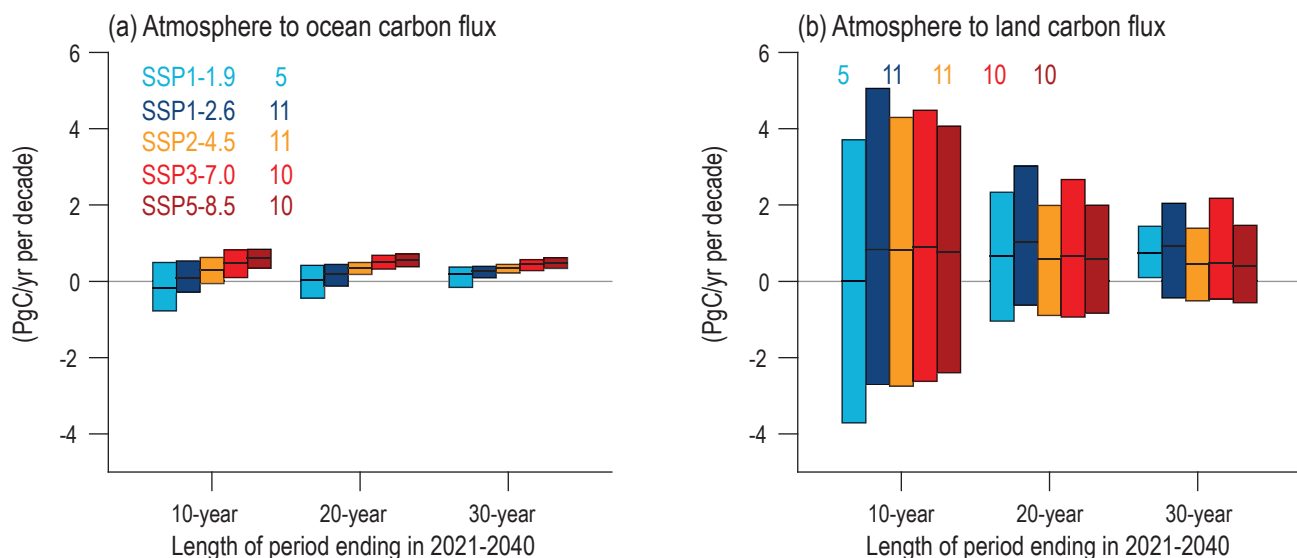 (a) Atmosphere to ocean carbon flux
6
4
2
0
-2
-4
(PgC/yr per decade)
SSP1-1.9 5
SSP1-2.6 11
SSP2-4.5 11
SSP3-7.0 10
SSP5-8.5 10
10-year 20-year 30-year
Length of period ending in 2021-2040
(b) Atmosphere to land carbon flux
6
4
2
0
-2
-4
(PgC/yr per decade)
5 11 11 10 10
10-year 20-year 30-year
Length of period ending in 2021-2040